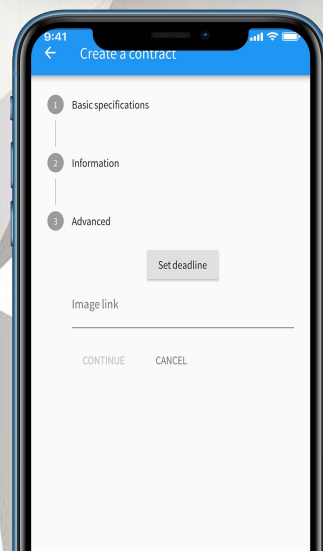 9:41
Create a contract
1 Basic specifications
2 Information
3 Advanced
Set deadline
Image link
CONTINUE CANCEL